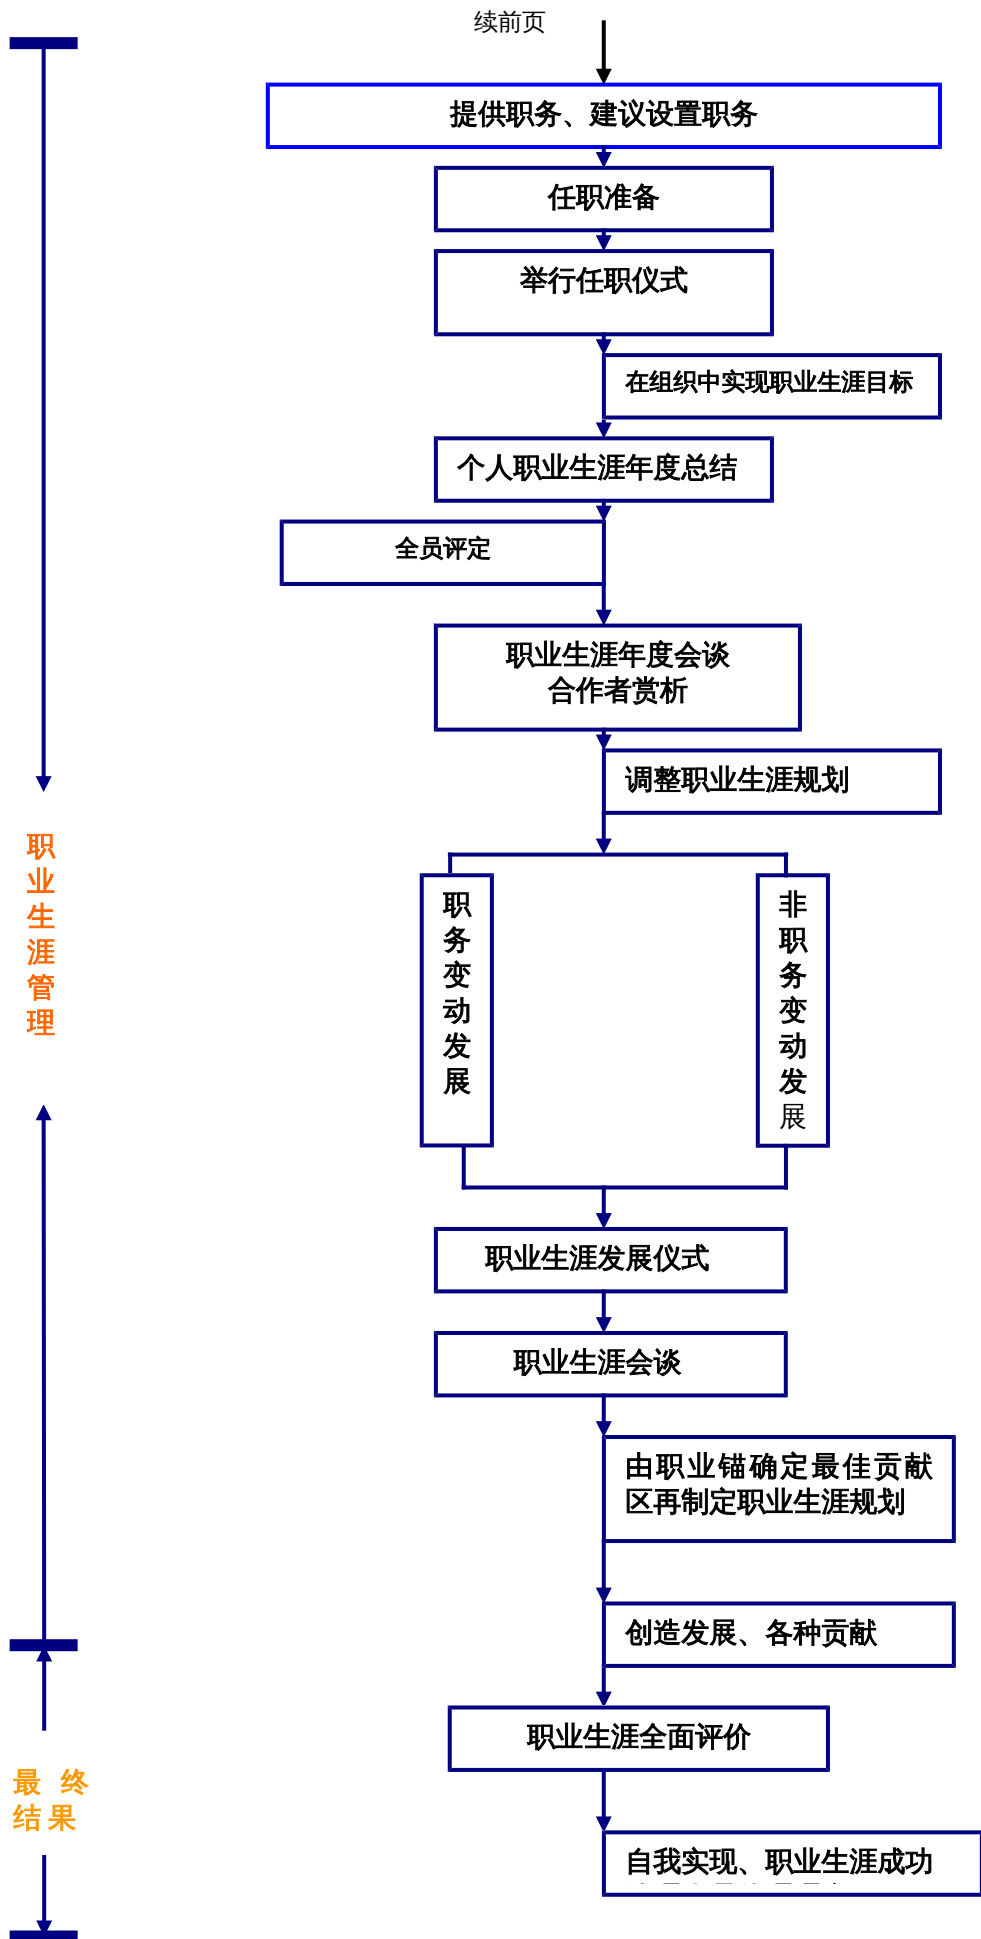 续前页
提供职务、建议设置职务
任职准备
举行任职仪式
在组织中实现职业生涯目标
个人职业生涯年度总结
全员评定
职业生涯年度会谈
合作者赏析
调整职业生涯规划
职
业
生
涯
管
理
职
务
变
动
发
展
非
职
务
变
动
发
展
职业生涯发展仪式
职业生涯会谈
由职业锚确定最佳贡献
区再制定职业生涯规划
创造发展、各种贡献
职业生涯全面评价
最 终
结果
自我实现、职业生涯成功